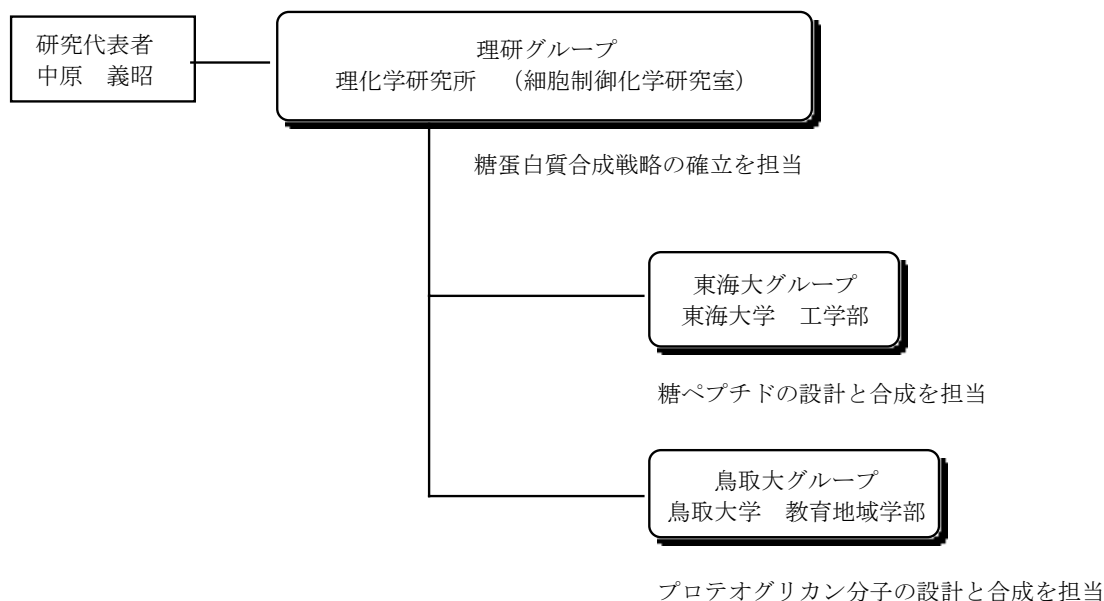 研究代表者
中原　義昭
理研グループ
理化学研究所　（細胞制御化学研究室）
糖蛋白質合成戦略の確立を担当
東海大グループ
東海大学　工学部
糖ペプチドの設計と合成を担当
鳥取大グループ
鳥取大学　教育地域学部
プロテオグリカン分子の設計と合成を担当